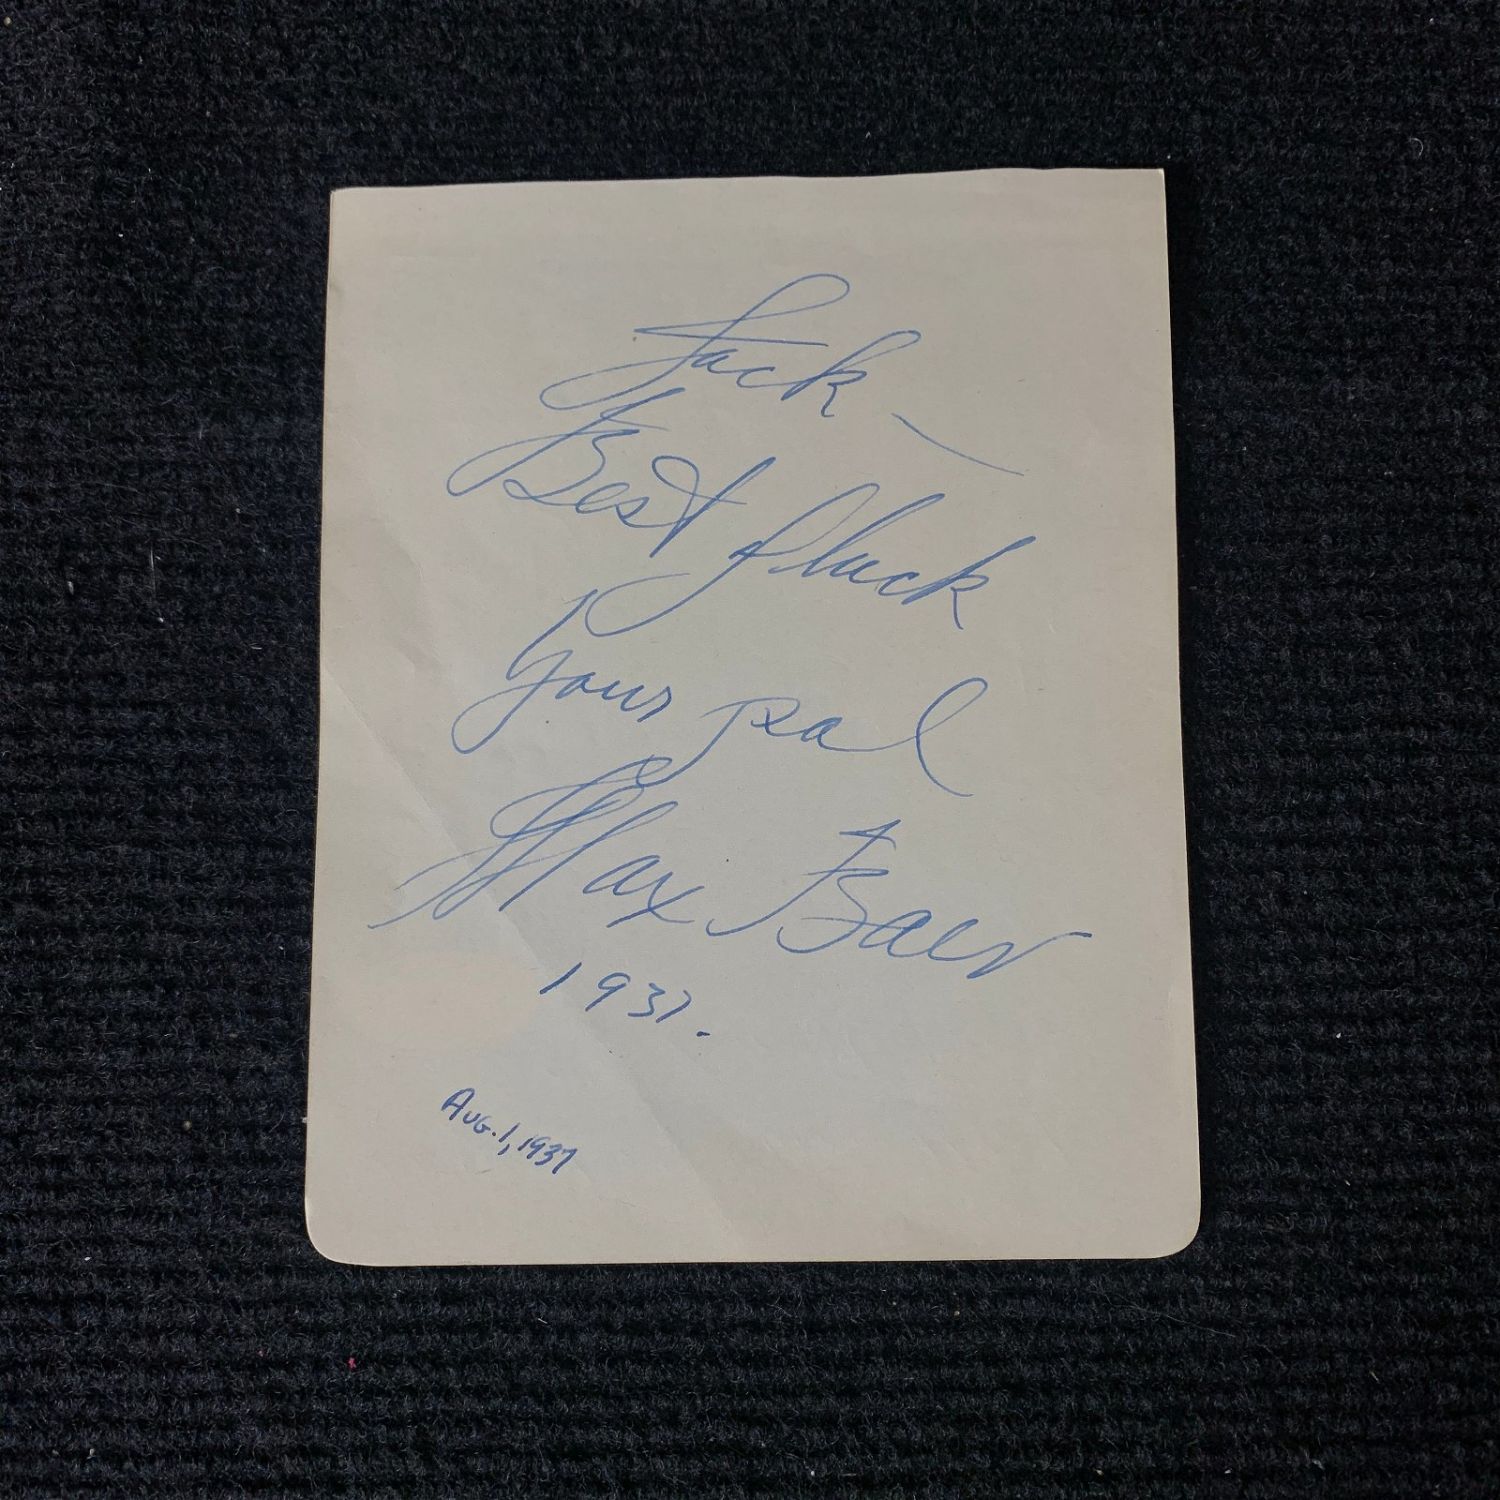 Jack —
Best of luck
Your pal
Max Baer
1937.
Aug. 1, 1937